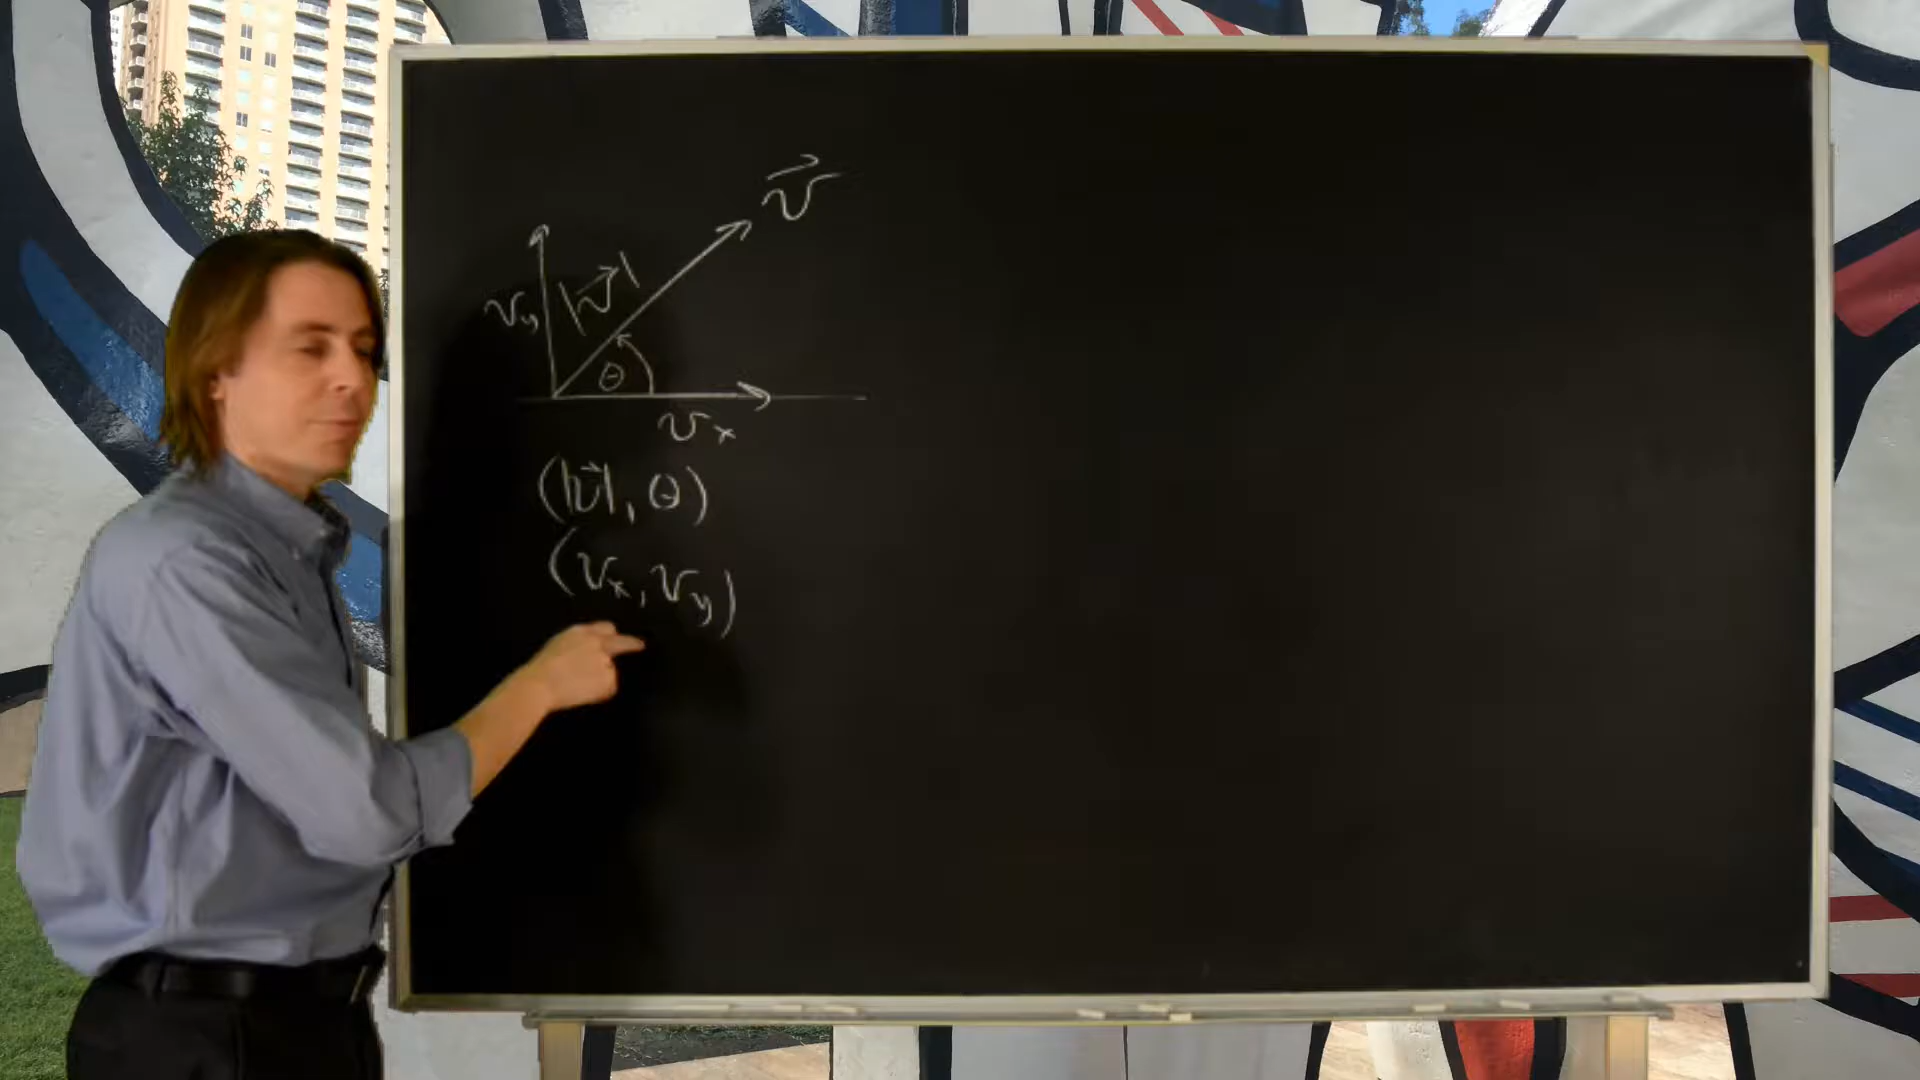 v⃗
|v⃗|
v_y
θ
v_x
(|v⃗|, θ)
(v_x, v_y)